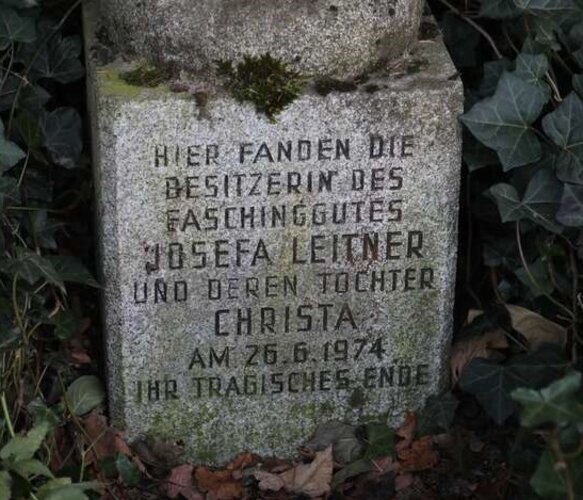 HIER FANDEN DIE
BESITZERIN DES
FASCHINGGUTES
JOSEFA LEITNER
UND DEREN TOCHTER
CHRISTA
AM 26.6.1974
IHR TRAGISCHES ENDE